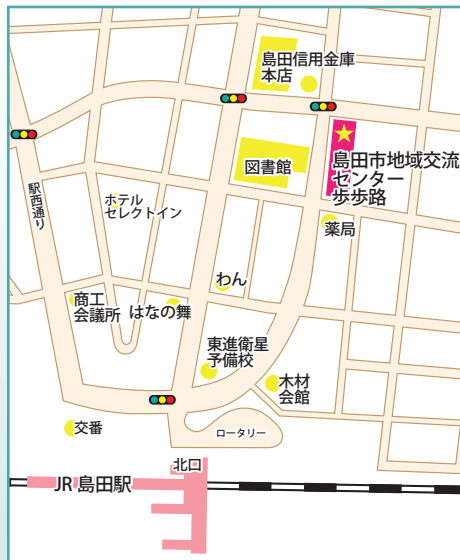 島田信用金庫
本店
図書館
島田市地域交流
センター
歩歩路
駅西通り
ホテル
セレクトイン
薬局
わん
商工
会議所
はなの舞
東進衛星
予備校
木材
会館
交番
ロータリー
北口
JR 島田駅